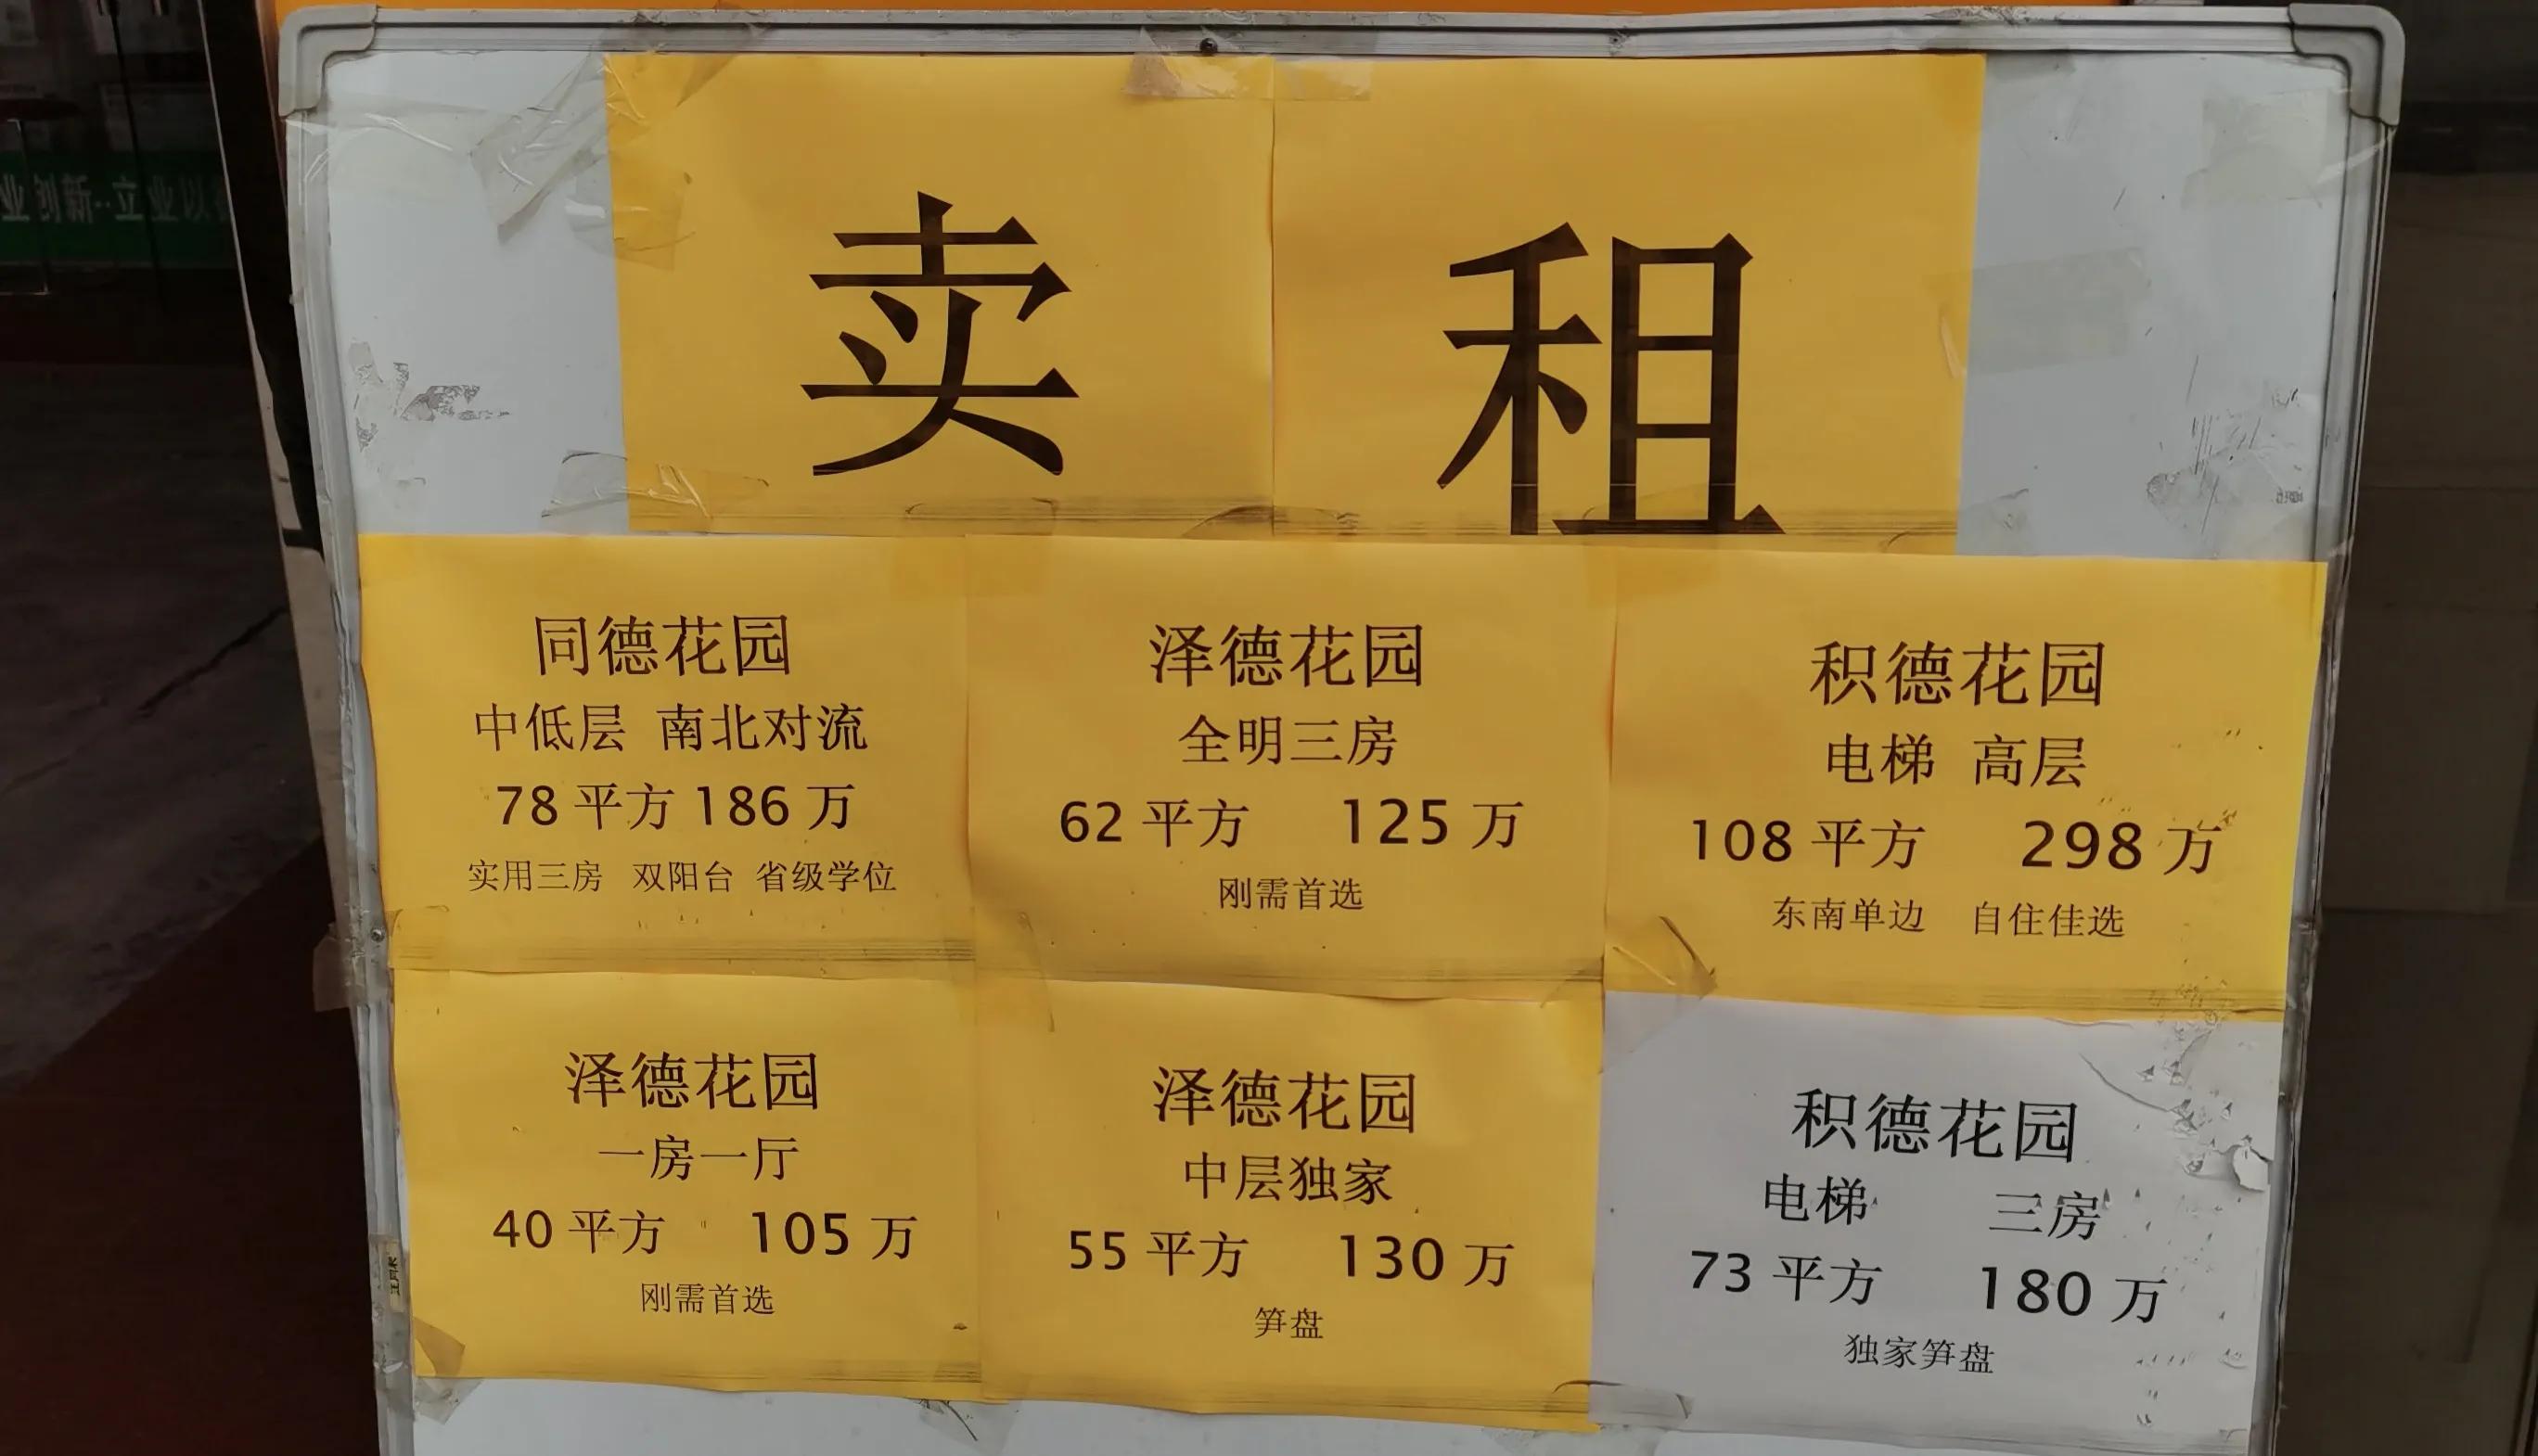 业创新··立业以
卖 租
同德花园
中低层 南北对流
78 平方 186 万
实用三房 双阳台 省级学位
泽德花园
全明三房
62 平方 125 万
刚需首选
积德花园
电梯 高层
108 平方 298 万
东南单边 自住佳选
泽德花园
一房一厅
40 平方 105 万
刚需首选
泽德花园
中层独家
55 平方 130 万
笋盘
积德花园
电梯 三房
73 平方 180 万
独家笋盘